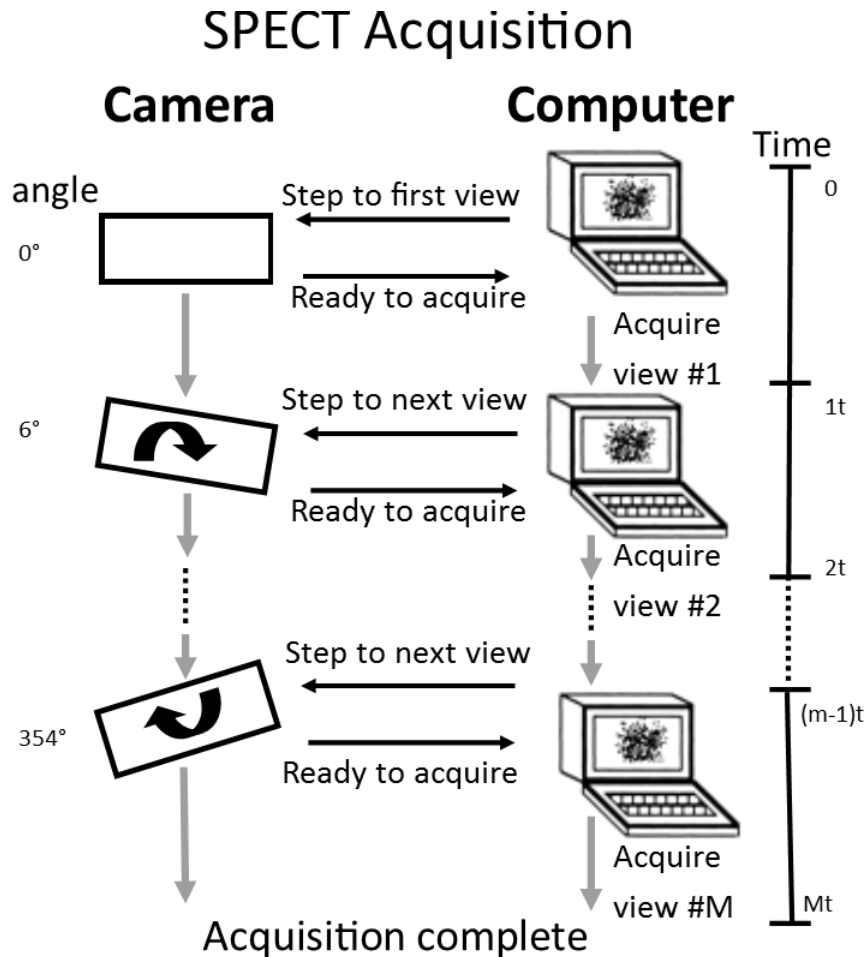 SPECT Acquisition
Camera
Computer
Time
angle
Step to first view
0
0°
Ready to acquire
Acquire
view #1
Step to next view
1t
6°
Ready to acquire
Acquire
2t
view #2
Step to next view
(m-1)t
354°
Ready to acquire
Acquire
view #M
Mt
Acquisition complete